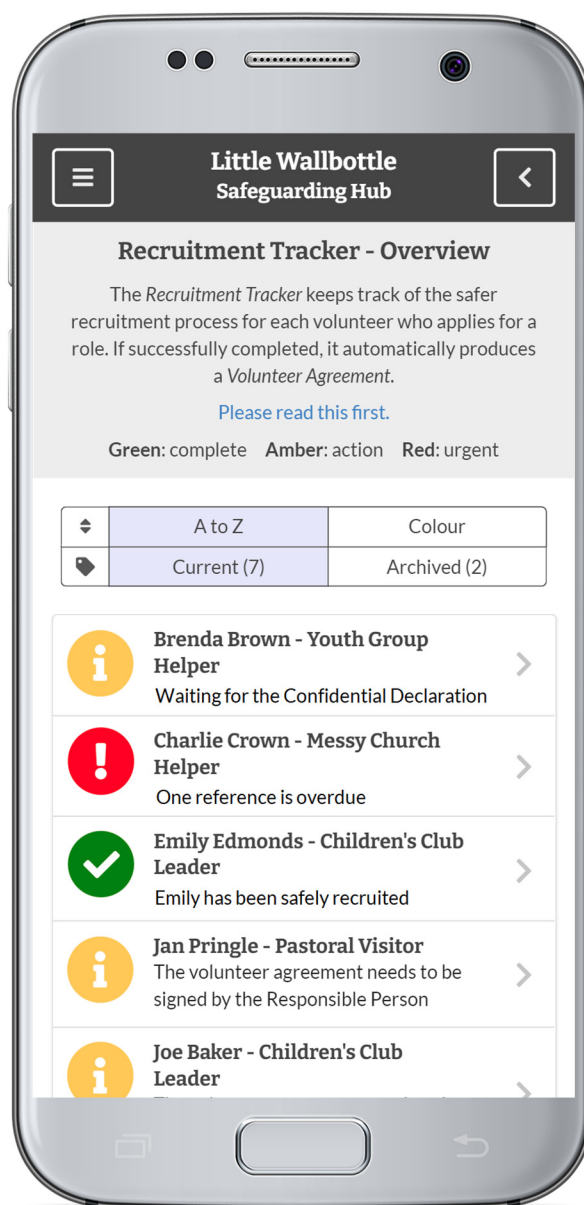 Little Wallbottle
Safeguarding Hub
Recruitment Tracker - Overview
The Recruitment Tracker keeps track of the safer
recruitment process for each volunteer who applies for a
role. If successfully completed, it automatically produces
a Volunteer Agreement.
Please read this first.
Green: complete Amber: action Red: urgent
A to Z Colour
Current (7) Archived (2)
Brenda Brown - Youth Group
Helper
Waiting for the Confidential Declaration
Charlie Crown - Messy Church
Helper
One reference is overdue
Emily Edmonds - Children's Club
Leader
Emily has been safely recruited
Jan Pringle - Pastoral Visitor
The volunteer agreement needs to be
signed by the Responsible Person
Joe Baker - Children's Club
Leader